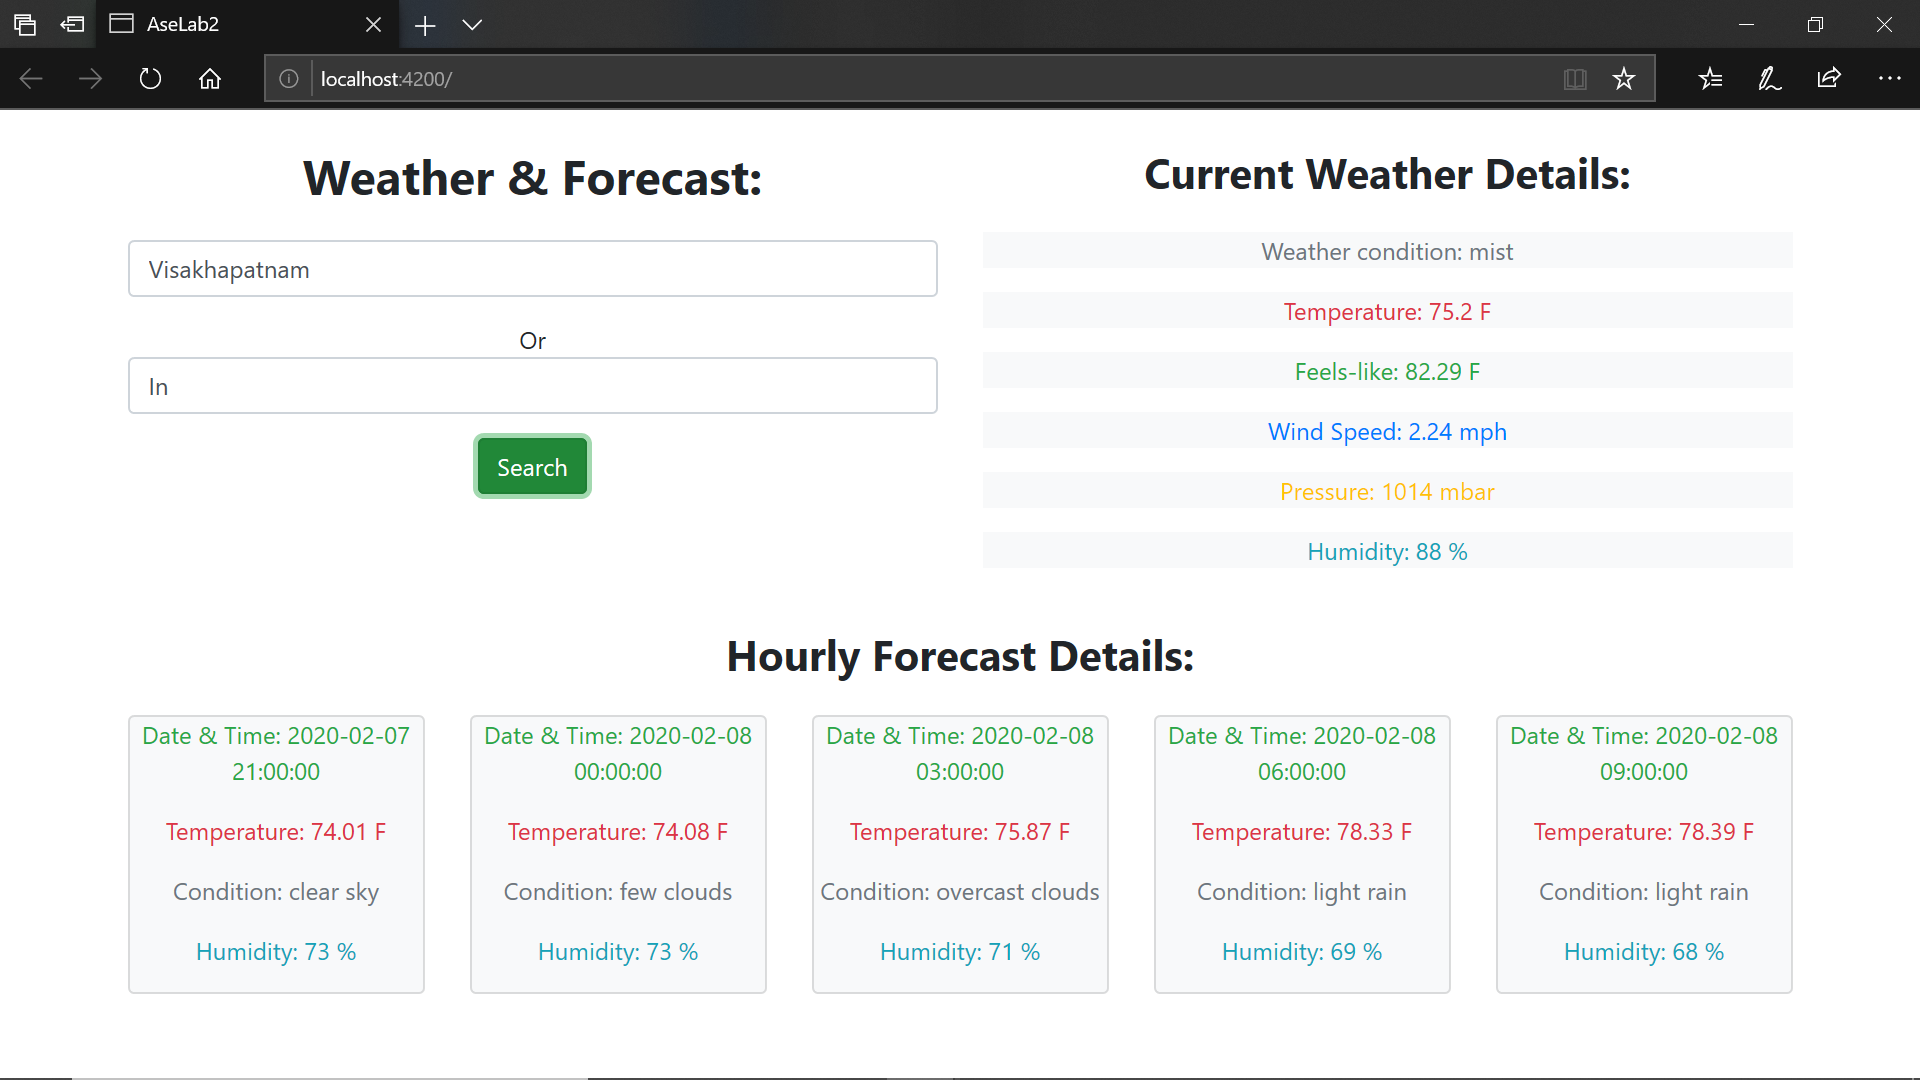 AseLab2
localhost:4200/
Weather & Forecast:
Visakhapatnam
Or
In
Search
Current Weather Details:
Weather condition: mist
Temperature: 75.2 F
Feels-like: 82.29 F
Wind Speed: 2.24 mph
Pressure: 1014 mbar
Humidity: 88 %
Hourly Forecast Details:
Date & Time: 2020-02-07
21:00:00
Temperature: 74.01 F
Condition: clear sky
Humidity: 73 %
Date & Time: 2020-02-08
00:00:00
Temperature: 74.08 F
Condition: few clouds
Humidity: 73 %
Date & Time: 2020-02-08
03:00:00
Temperature: 75.87 F
Condition: overcast clouds
Humidity: 71 %
Date & Time: 2020-02-08
06:00:00
Temperature: 78.33 F
Condition: light rain
Humidity: 69 %
Date & Time: 2020-02-08
09:00:00
Temperature: 78.39 F
Condition: light rain
Humidity: 68 %